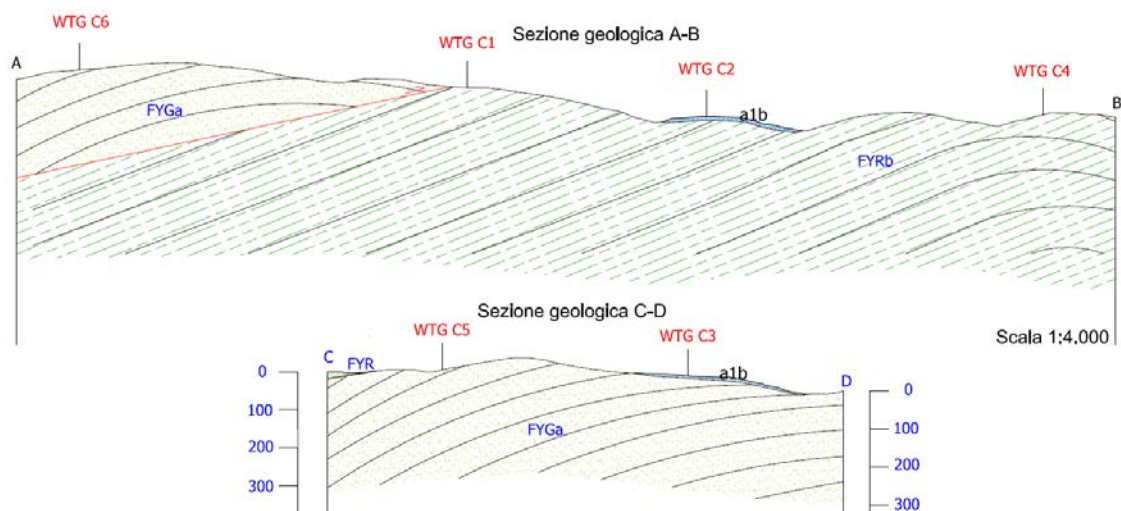 WTG C6
WTG C1
Sezione geologica A-B
WTG C2
WTG C4
A
B
a1b
FYGa
FYRb
Sezione geologica C-D
WTG C5
WTG C3
Scala 1:4.000
C
FYR
a1b
D
0
0
100
FYGa
100
200
200
300
300